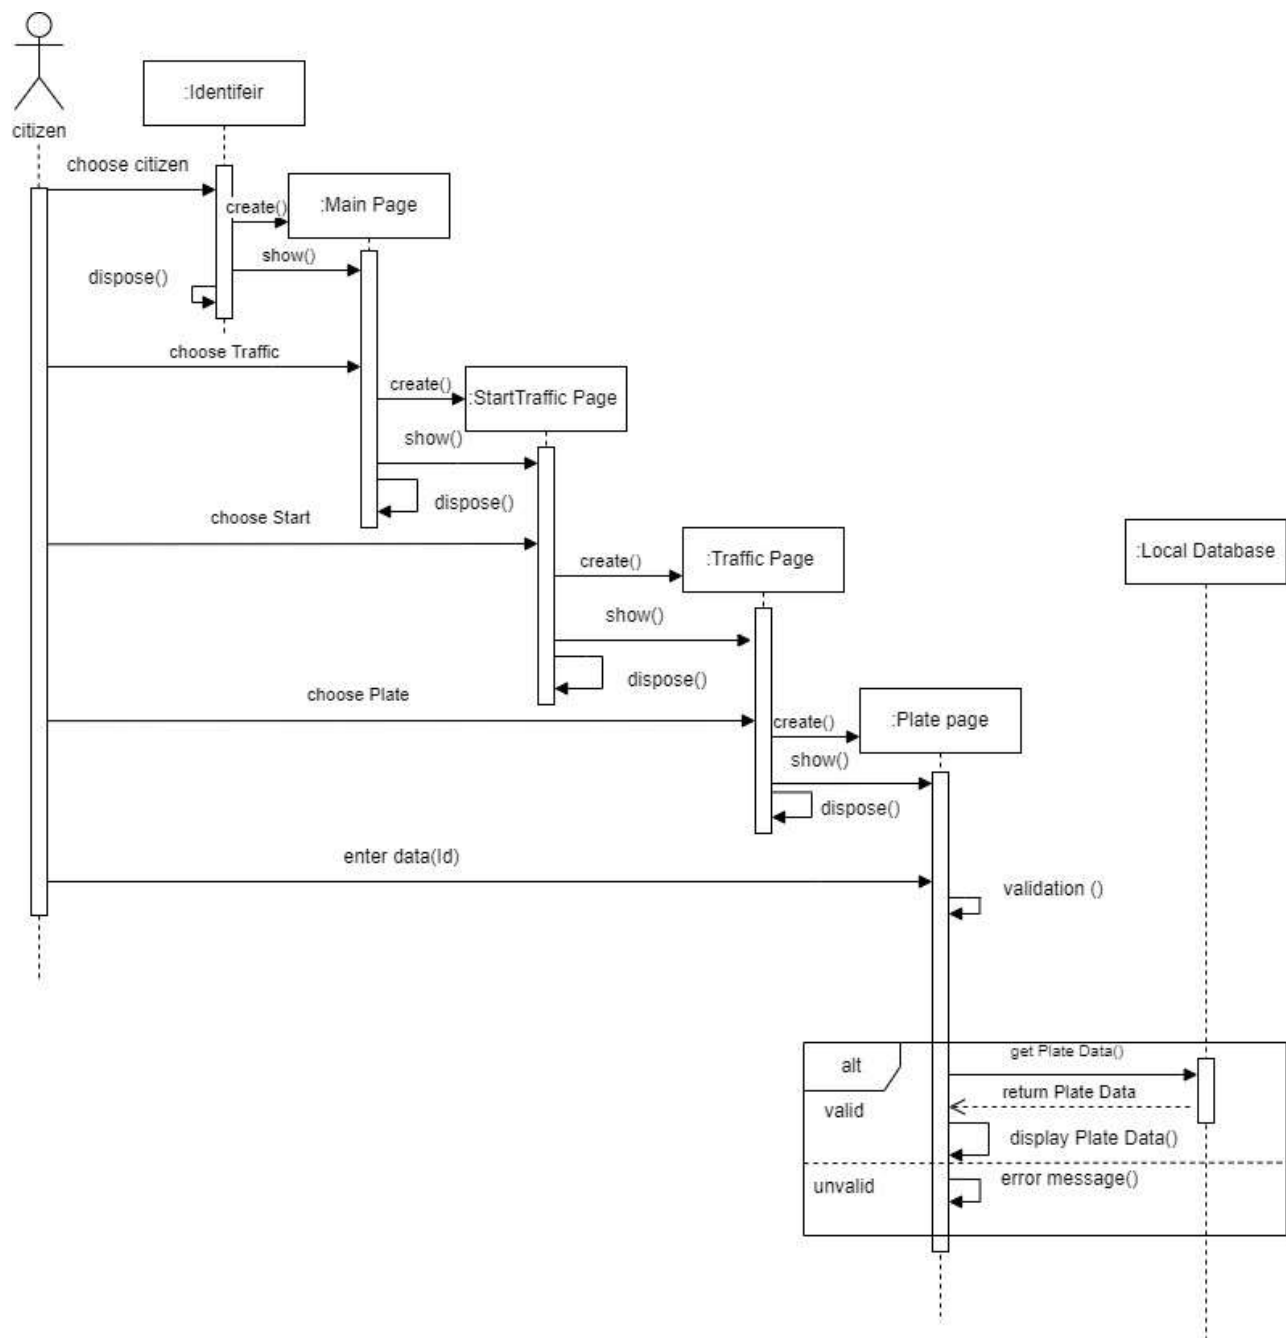 citizen
:Identifeir
choose citizen
create()
:Main Page
show()
dispose()
choose Traffic
create()
:StartTraffic Page
show()
dispose()
choose Start
create()
:Traffic Page
:Local Database
show()
dispose()
choose Plate
create()
:Plate page
show()
dispose()
enter data(Id)
validation ()
alt
get Plate Data()
return Plate Data
valid
display Plate Data()
unvalid
error message()